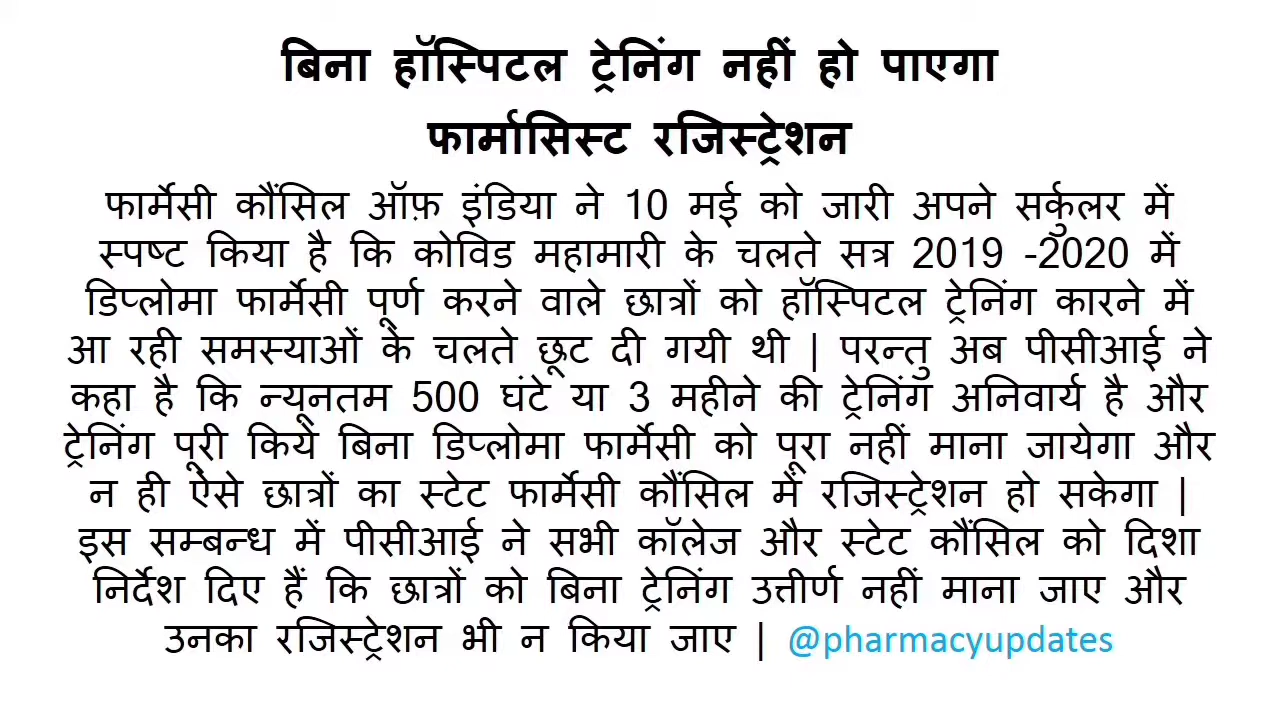 बिना हॉस्पिटल ट्रेनिंग नहीं हो पाएगा
फार्मासिस्ट रजिस्ट्रेशन
फार्मेसी कौंसिल ऑफ़ इंडिया ने 10 मई को जारी अपने सर्कुलर में
स्पष्ट किया है कि कोविड महामारी के चलते सत्र 2019 -2020 में
डिप्लोमा फार्मेसी पूर्ण करने वाले छात्रों को हॉस्पिटल ट्रेनिंग कारने में
आ रही समस्याओं के चलते छूट दी गयी थी | परन्तु अब पीसीआई ने
कहा है कि न्यूनतम 500 घंटे या 3 महीने की ट्रेनिंग अनिवार्य है और
ट्रेनिंग पूरी किये बिना डिप्लोमा फार्मेसी को पूरा नहीं माना जायेगा और
न ही ऐसे छात्रों का स्टेट फार्मेसी कौंसिल में रजिस्ट्रेशन हो सकेगा |
इस सम्बन्ध में पीसीआई ने सभी कॉलेज और स्टेट कौंसिल को दिशा
निर्देश दिए हैं कि छात्रों को बिना ट्रेनिंग उत्तीर्ण नहीं माना जाए और
उनका रजिस्ट्रेशन भी न किया जाए | @pharmacyupdates